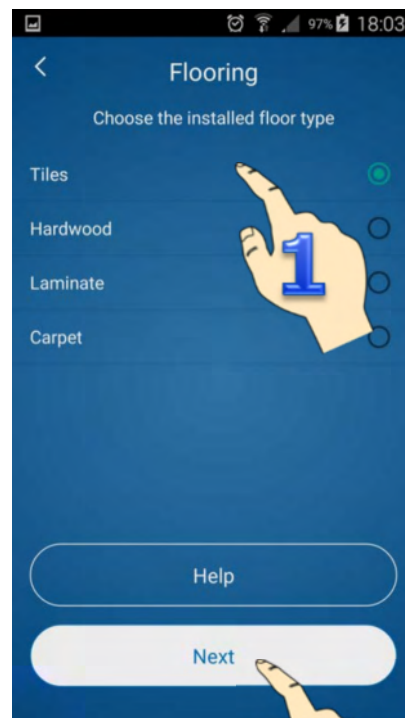 97% 18:03
Flooring
Choose the installed floor type
Tiles
Hardwood
1
Laminate
Carpet
Help
Next